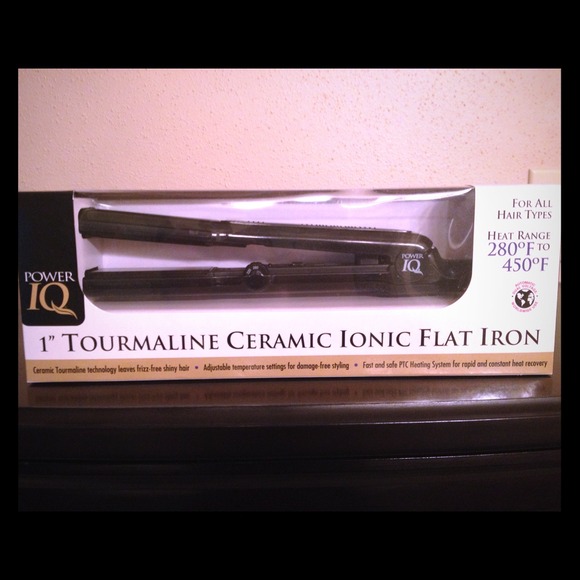 FOR ALL
HAIR TYPES
HEAT RANGE
280°F TO
450°F
POWER
IQ
POWER
IQ
1" TOURMALINE CERAMIC IONIC FLAT IRON
Ceramic Tourmaline technology leaves frizz-free shiny hair • Adjustable temperature settings for damage-free styling • Fast and safe PTC Heating System for rapid and constant heat recovery